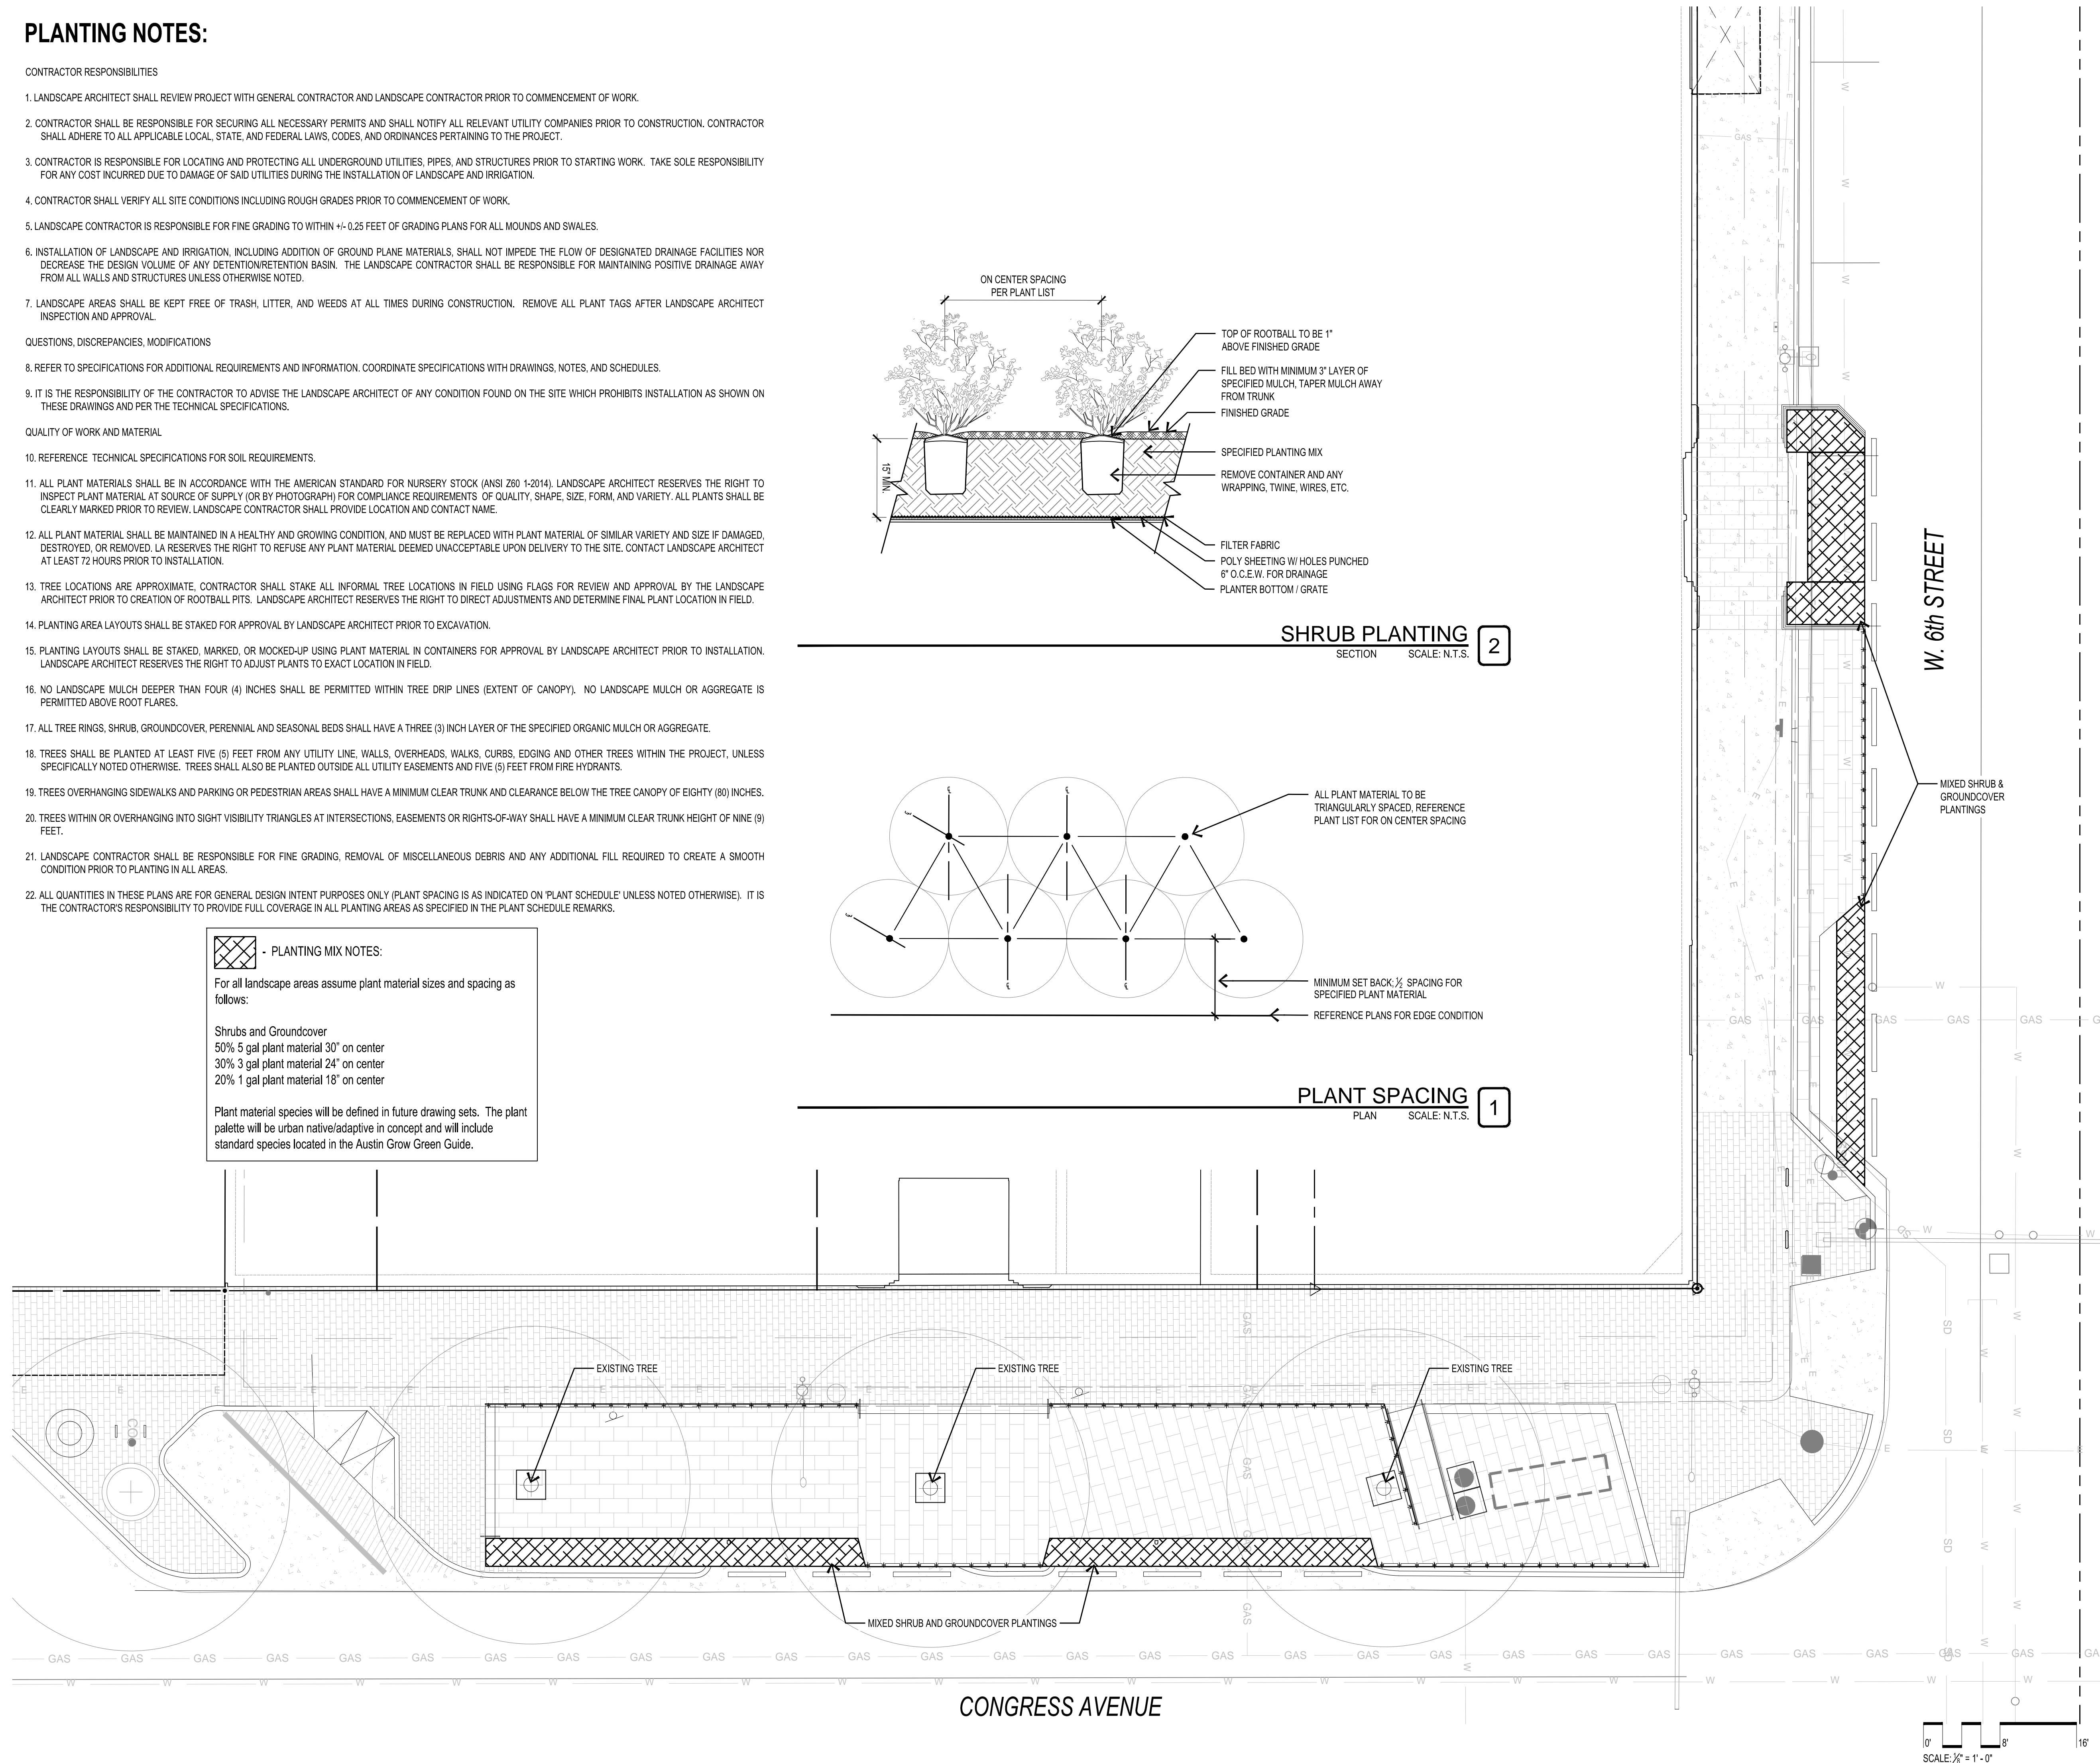 PLANTING NOTES:
CONTRACTOR RESPONSIBILITIES
1. LANDSCAPE ARCHITECT SHALL REVIEW PROJECT WITH GENERAL CONTRACTOR AND LANDSCAPE CONTRACTOR PRIOR TO COMMENCEMENT OF WORK.
2. CONTRACTOR SHALL BE RESPONSIBLE FOR SECURING ALL NECESSARY PERMITS AND SHALL NOTIFY ALL RELEVANT UTILITY COMPANIES PRIOR TO CONSTRUCTION. CONTRACTOR
SHALL ADHERE TO ALL APPLICABLE LOCAL, STATE, AND FEDERAL LAWS, CODES, AND ORDINANCES PERTAINING TO THE PROJECT.
3. CONTRACTOR IS RESPONSIBLE FOR LOCATING AND PROTECTING ALL UNDERGROUND UTILITIES, PIPES, AND STRUCTURES PRIOR TO STARTING WORK. TAKE SOLE RESPONSIBILITY
FOR ANY COST INCURRED DUE TO DAMAGE OF SAID UTILITIES DURING THE INSTALLATION OF LANDSCAPE AND IRRIGATION.
4. CONTRACTOR SHALL VERIFY ALL SITE CONDITIONS INCLUDING ROUGH GRADES PRIOR TO COMMENCEMENT OF WORK.
5. LANDSCAPE CONTRACTOR IS RESPONSIBLE FOR FINE GRADING TO WITHIN +/- 0.25 FEET OF GRADING PLANS FOR ALL MOUNDS AND SWALES.
6. INSTALLATION OF LANDSCAPE AND IRRIGATION, INCLUDING ADDITION OF GROUND PLANE MATERIALS, SHALL NOT IMPEDE THE FLOW OF DESIGNATED DRAINAGE FACILITIES NOR
DECREASE THE DESIGN VOLUME OF ANY DETENTION/RETENTION BASIN. THE LANDSCAPE CONTRACTOR SHALL BE RESPONSIBLE FOR MAINTAINING POSITIVE DRAINAGE AWAY
FROM ALL WALLS AND STRUCTURES UNLESS OTHERWISE NOTED.
7. LANDSCAPE AREAS SHALL BE KEPT FREE OF TRASH, LITTER, AND WEEDS AT ALL TIMES DURING CONSTRUCTION. REMOVE ALL PLANT TAGS AFTER LANDSCAPE ARCHITECT
INSPECTION AND APPROVAL.
QUESTIONS, DISCREPANCIES, MODIFICATIONS
8. REFER TO SPECIFICATIONS FOR ADDITIONAL REQUIREMENTS AND INFORMATION. COORDINATE SPECIFICATIONS WITH DRAWINGS, NOTES, AND SCHEDULES.
9. IT IS THE RESPONSIBILITY OF THE CONTRACTOR TO ADVISE THE LANDSCAPE ARCHITECT OF ANY CONDITION FOUND ON THE SITE WHICH PROHIBITS INSTALLATION AS SHOWN ON
THESE DRAWINGS AND PER THE TECHNICAL SPECIFICATIONS.
QUALITY OF WORK AND MATERIAL
10. REFERENCE TECHNICAL SPECIFICATIONS FOR SOIL REQUIREMENTS.
11. ALL PLANT MATERIALS SHALL BE IN ACCORDANCE WITH THE AMERICAN STANDARD FOR NURSERY STOCK (ANSI Z60 1-2014). LANDSCAPE ARCHITECT RESERVES THE RIGHT TO
INSPECT PLANT MATERIAL AT SOURCE OF SUPPLY (OR BY PHOTOGRAPH) FOR COMPLIANCE REQUIREMENTS OF QUALITY, SHAPE, SIZE, FORM, AND VARIETY. ALL PLANTS SHALL BE
CLEARLY MARKED PRIOR TO REVIEW. LANDSCAPE CONTRACTOR SHALL PROVIDE LOCATION AND CONTACT NAME.
12. ALL PLANT MATERIAL SHALL BE MAINTAINED IN A HEALTHY AND GROWING CONDITION, AND MUST BE REPLACED WITH PLANT MATERIAL OF SIMILAR VARIETY AND SIZE IF DAMAGED,
DESTROYED, OR REMOVED. LA RESERVES THE RIGHT TO REFUSE ANY PLANT MATERIAL DEEMED UNACCEPTABLE UPON DELIVERY TO THE SITE. CONTACT LANDSCAPE ARCHITECT
AT LEAST 72 HOURS PRIOR TO INSTALLATION.
13. TREE LOCATIONS ARE APPROXIMATE, CONTRACTOR SHALL STAKE ALL INFORMAL TREE LOCATIONS IN FIELD USING FLAGS FOR REVIEW AND APPROVAL BY THE LANDSCAPE
ARCHITECT PRIOR TO CREATION OF ROOTBALL PITS. LANDSCAPE ARCHITECT RESERVES THE RIGHT TO DIRECT ADJUSTMENTS AND DETERMINE FINAL PLANT LOCATION IN FIELD.
14. PLANTING AREA LAYOUTS SHALL BE STAKED FOR APPROVAL BY LANDSCAPE ARCHITECT PRIOR TO EXCAVATION.
15. PLANTING LAYOUTS SHALL BE STAKED, MARKED, OR MOCKED-UP USING PLANT MATERIAL IN CONTAINERS FOR APPROVAL BY LANDSCAPE ARCHITECT PRIOR TO INSTALLATION.
LANDSCAPE ARCHITECT RESERVES THE RIGHT TO ADJUST PLANTS TO EXACT LOCATION IN FIELD.
16. NO LANDSCAPE MULCH DEEPER THAN FOUR (4) INCHES SHALL BE PERMITTED WITHIN TREE DRIP LINES (EXTENT OF CANOPY). NO LANDSCAPE MULCH OR AGGREGATE IS
PERMITTED ABOVE ROOT FLARES.
17. ALL TREE RINGS, SHRUB, GROUNDCOVER, PERENNIAL AND SEASONAL BEDS SHALL HAVE A THREE (3) INCH LAYER OF THE SPECIFIED ORGANIC MULCH OR AGGREGATE.
18. TREES SHALL BE PLANTED AT LEAST FIVE (5) FEET FROM ANY UTILITY LINE, WALLS, OVERHEADS, WALKS, CURBS, EDGING AND OTHER TREES WITHIN THE PROJECT, UNLESS
SPECIFICALLY NOTED OTHERWISE. TREES SHALL ALSO BE PLANTED OUTSIDE ALL UTILITY EASEMENTS AND FIVE (5) FEET FROM FIRE HYDRANTS.
19. TREES OVERHANGING SIDEWALKS AND PARKING OR PEDESTRIAN AREAS SHALL HAVE A MINIMUM CLEAR TRUNK AND CLEARANCE BELOW THE TREE CANOPY OF EIGHTY (80) INCHES.
20. TREES WITHIN OR OVERHANGING INTO SIGHT VISIBILITY TRIANGLES AT INTERSECTIONS, EASEMENTS OR RIGHTS-OF-WAY SHALL HAVE A MINIMUM CLEAR TRUNK HEIGHT OF NINE (9)
FEET.
21. LANDSCAPE CONTRACTOR SHALL BE RESPONSIBLE FOR FINE GRADING, REMOVAL OF MISCELLANEOUS DEBRIS AND ANY ADDITIONAL FILL REQUIRED TO CREATE A SMOOTH
CONDITION PRIOR TO PLANTING IN ALL AREAS.
22. ALL QUANTITIES IN THESE PLANS ARE FOR GENERAL DESIGN INTENT PURPOSES ONLY (PLANT SPACING IS AS INDICATED ON 'PLANT SCHEDULE' UNLESS NOTED OTHERWISE). IT IS
THE CONTRACTOR'S RESPONSIBILITY TO PROVIDE FULL COVERAGE IN ALL PLANTING AREAS AS SPECIFIED IN THE PLANT SCHEDULE REMARKS.
- PLANTING MIX NOTES:
For all landscape areas assume plant material sizes and spacing as
follows:
Shrubs and Groundcover
50% 5 gal plant material 30" on center
30% 3 gal plant material 24" on center
20% 1 gal plant material 18" on center
Plant material species will be defined in future drawing sets. The plant
palette will be urban native/adaptive in concept and will include
standard species located in the Austin Grow Green Guide.
ON CENTER SPACING
PER PLANT LIST
TOP OF ROOTBALL TO BE 1"
ABOVE FINISHED GRADE
FILL BED WITH MINIMUM 3" LAYER OF
SPECIFIED MULCH, TAPER MULCH AWAY
FROM TRUNK
FINISHED GRADE
SPECIFIED PLANTING MIX
REMOVE CONTAINER AND ANY
WRAPPING, TWINE, WIRES, ETC.
15" MIN.
FILTER FABRIC
POLY SHEETING W/ HOLES PUNCHED
6" O.C.E.W. FOR DRAINAGE
PLANTER BOTTOM / GRATE
SHRUB PLANTING 2
SECTION SCALE: N.T.S.
ALL PLANT MATERIAL TO BE
TRIANGULARLY SPACED, REFERENCE
PLANT LIST FOR ON CENTER SPACING
MINIMUM SET BACK; ½ SPACING FOR
SPECIFIED PLANT MATERIAL
REFERENCE PLANS FOR EDGE CONDITION
PLANT SPACING 1
PLAN SCALE: N.T.S.
W. 6th STREET
MIXED SHRUB &
GROUNDCOVER
PLANTINGS
GAS GAS GAS GAS GAS
EXISTING TREE
EXISTING TREE
EXISTING TREE
MIXED SHRUB AND GROUNDCOVER PLANTINGS
GAS GAS GAS GAS GAS GAS GAS GAS GAS GAS GAS GAS GAS GAS GAS GAS GAS GAS GAS GAS GAS GAS GAS GAS GAS GAS GAS GAS
CONGRESS AVENUE
0' 8' 16'
SCALE: ⅛" = 1' - 0"